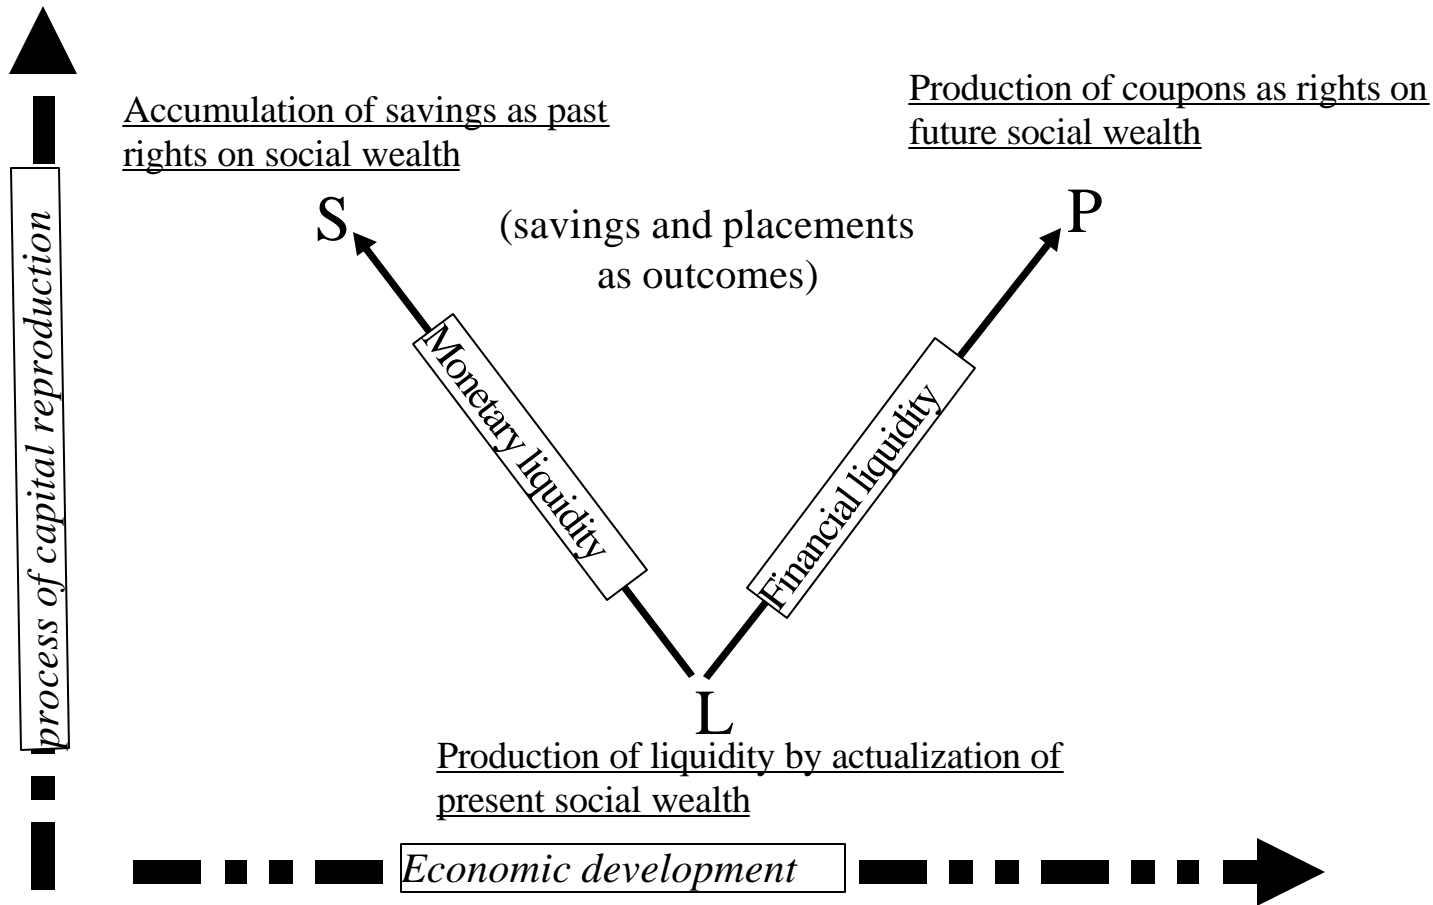 Accumulation of savings as past
rights on social wealth
Production of coupons as rights on
future social wealth
S
(savings and placements
as outcomes)
P
process of capital reproduction
Monetary liquidity
Financial liquidity
L
Production of liquidity by actualization of
present social wealth
Economic development